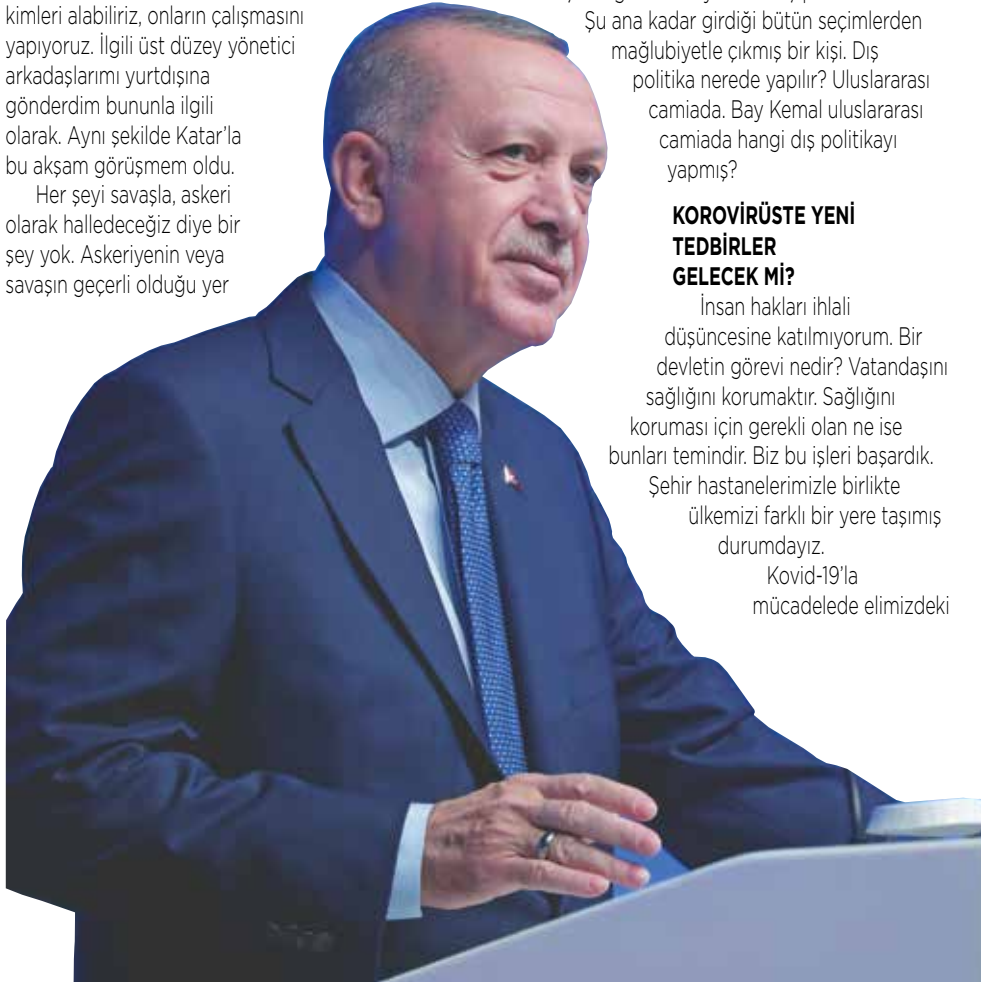 kimleri alabiliriz, onların çalışmasını
yapıyoruz. İlgili üst düzey yönetici
arkadaşlarımı yurtdışına
gönderdim bununla ilgili
olarak. Aynı şekilde Katar’la
bu akşam görüşmem oldu.
Her şeyi savaşla, askeri
olarak halledeceğiz diye bir
şey yok. Askeriyenin veya
savaşın geçerli olduğu yer
Şu ana kadar girdiği bütün seçimlerden
mağlubiyetle çıkmış bir kişi. Dış
politika nerede yapılır? Uluslararası
camiada. Bay Kemal uluslararası
camiada hangi dış politikayı
yapmış?
KOROVİRÜSTE YENİ
TEDBİRLER
GELECEK Mİ?
İnsan hakları ihlali
düşüncesine katılmıyorum. Bir
devletin görevi nedir? Vatandaşını
sağlığını korumaktır. Sağlığını
koruması için gerekli olan ne ise
bunları temindir. Biz bu işleri başardık.
Şehir hastanelerimizle birlikte
ülkemizi farklı bir yere taşımış
durumdayız.
Kovid-19’la
mücadelede elimizdeki